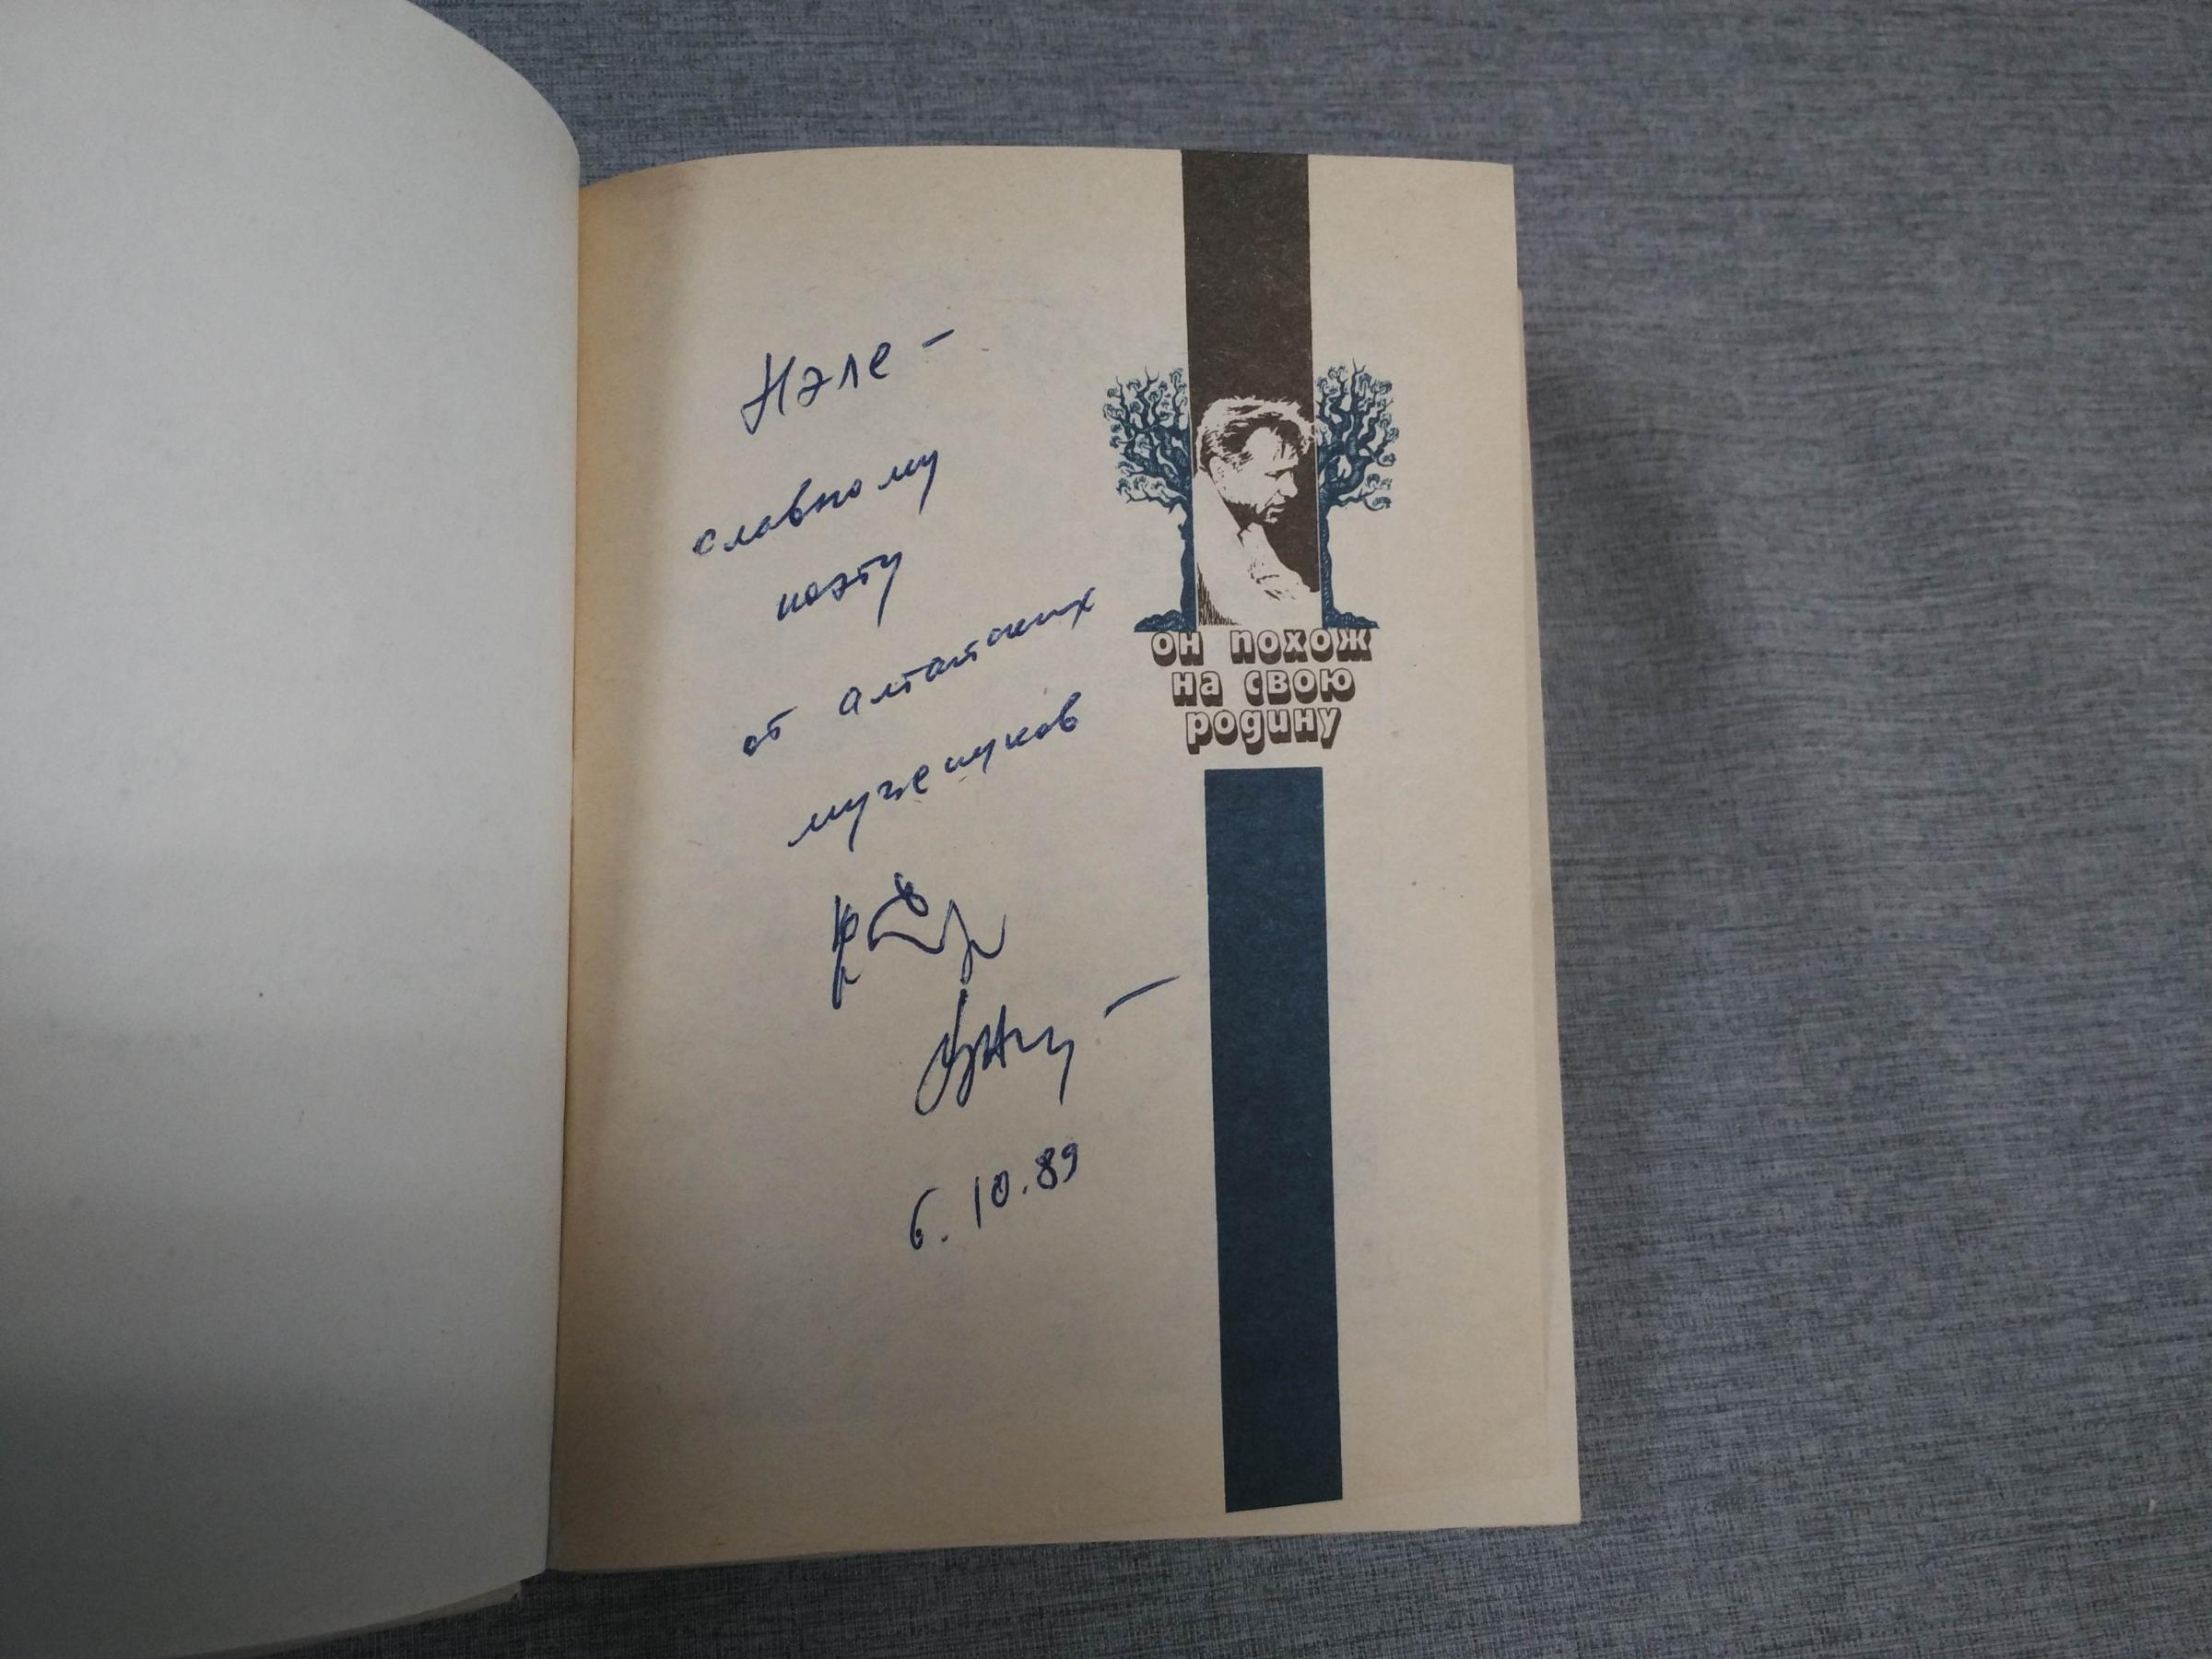 Нэле -
славному
поэту
от алтайских
мужиков
6.10.89
он похож
на свою
родину